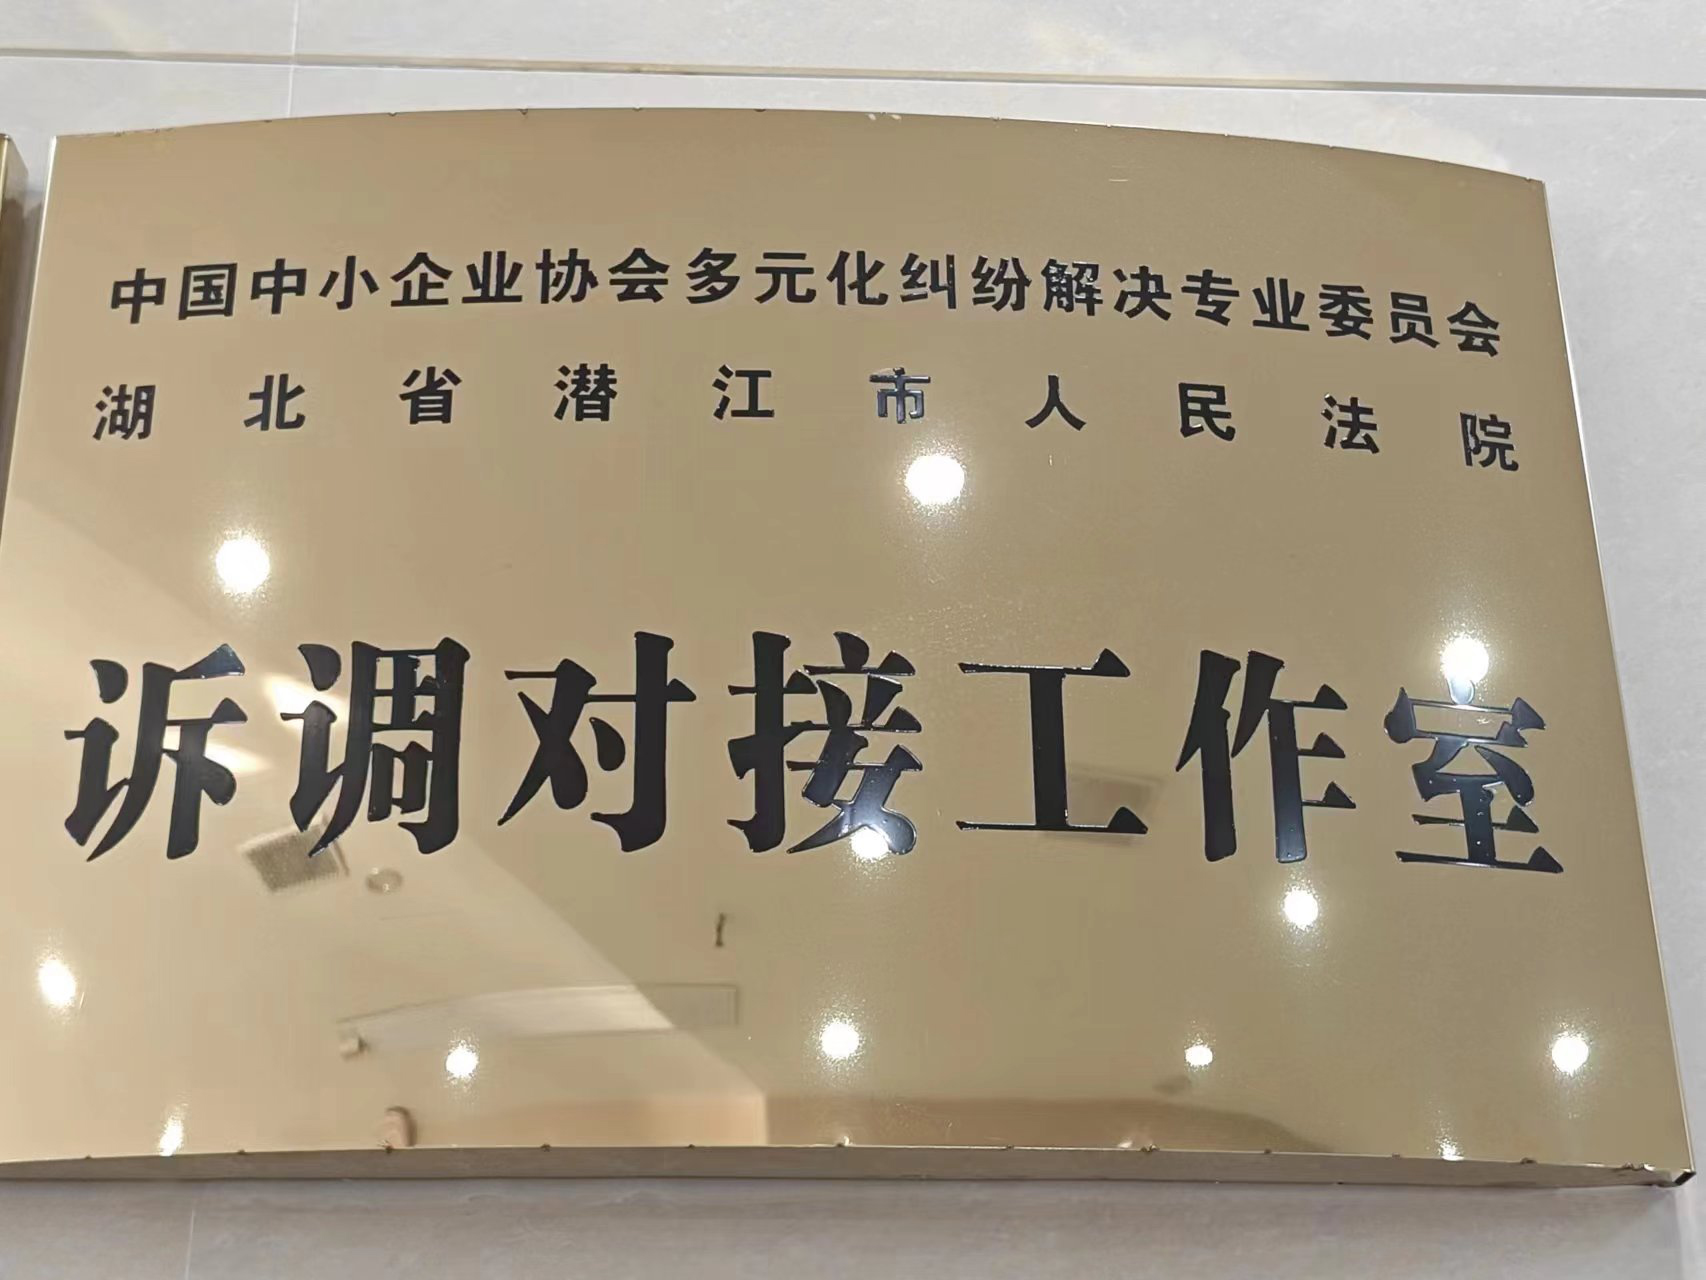 中国中小企业协会多元化纠纷解决专业委员会
湖北省潜江市人民法院
诉调对接工作室